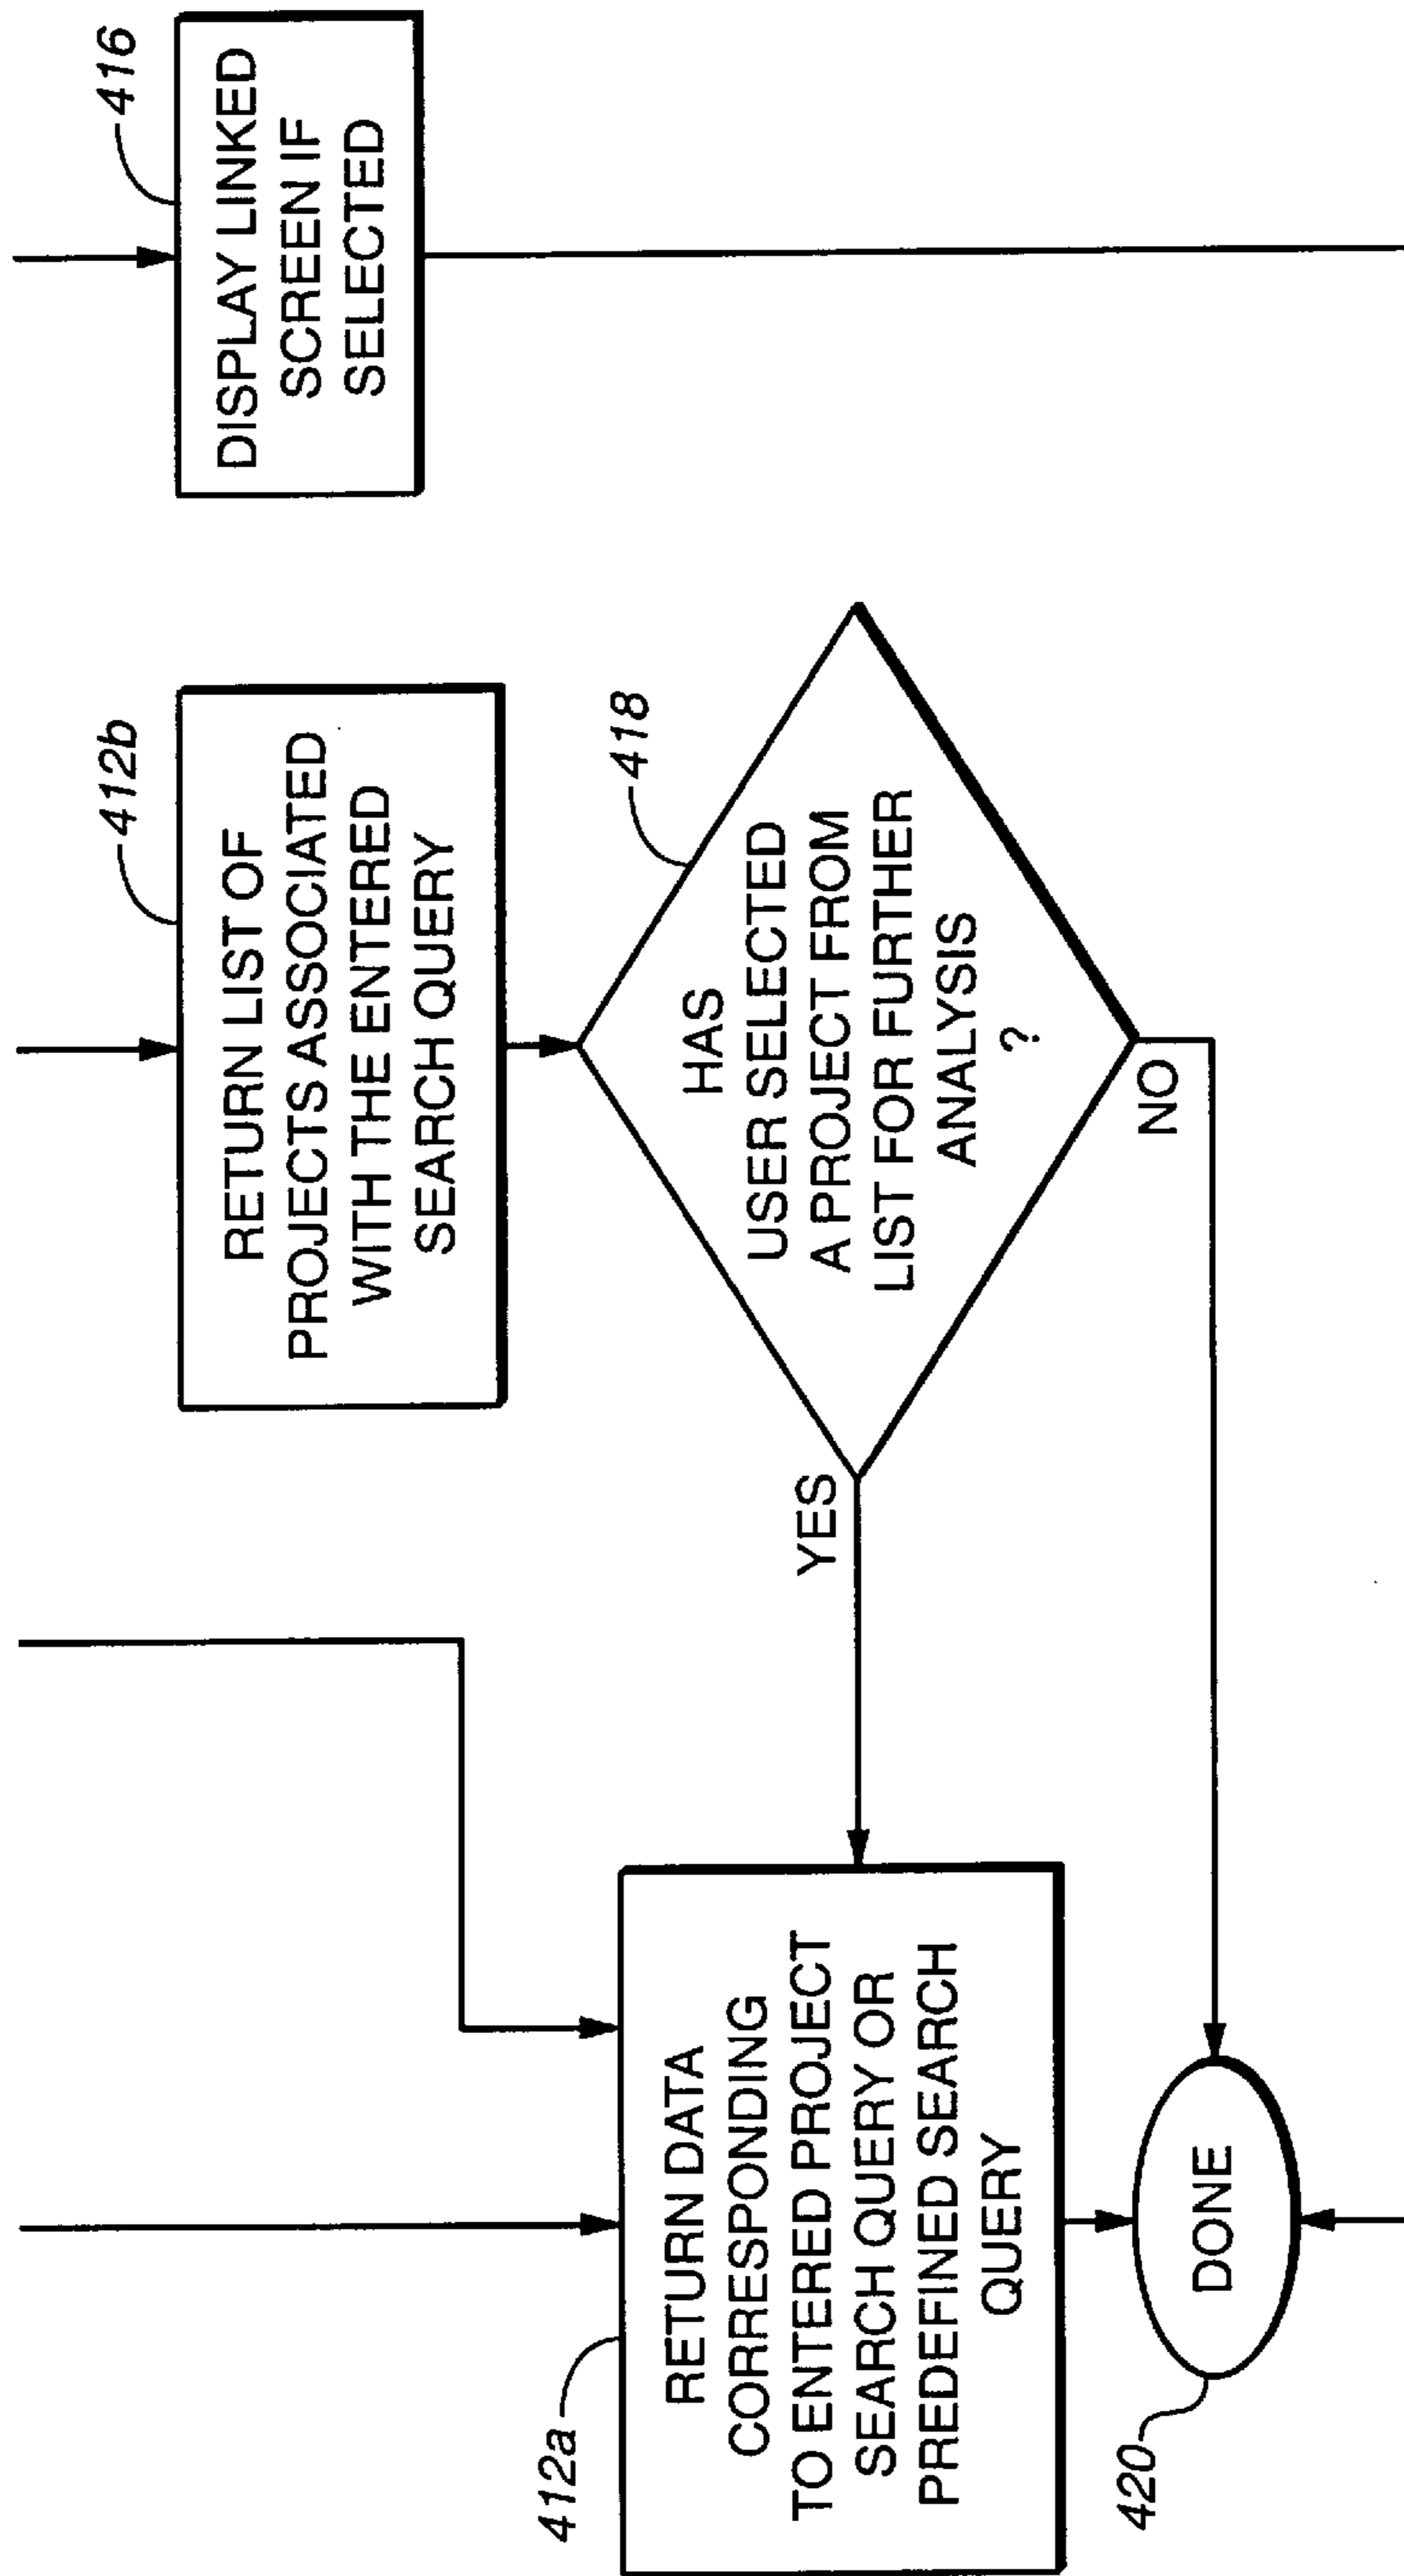 412a
RETURN DATA
CORRESPONDING
TO ENTERED PROJECT
SEARCH QUERY OR
PREDEFINED SEARCH
QUERY
412b
RETURN LIST OF
PROJECTS ASSOCIATED
WITH THE ENTERED
SEARCH QUERY
416
DISPLAY LINKED
SCREEN IF
SELECTED
418
HAS
USER SELECTED
A PROJECT FROM
LIST FOR FURTHER
ANALYSIS
?
YES
NO
420
DONE